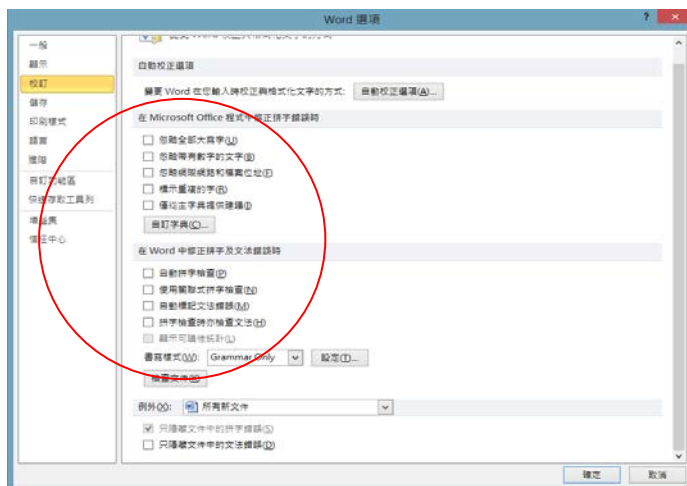 Word 選項
一般
顯示
校訂
儲存
印刷樣式
語言
進階
自訂功能區
快速存取工具列
增益集
信任中心
自動校正選項
變更 Word 在您輸入時校正與格式化文字的方式: 自動校正選項(A)...
在 Microsoft Office 程式中修正拼字錯誤時
忽略全部大寫字(U)
忽略帶有數字的文字(B)
忽略網際網路和檔案位址(F)
標示重複的字(R)
僅從主字典提供建議(I)
自訂字典(C)...
在 Word 中修正拼字及文法錯誤時
自動拼字檢查(P)
使用關聯式拼字檢查(N)
自動標記文法錯誤(M)
拼字檢查時亦檢查文法(H)
顯示可讀性統計(L)
書寫樣式(W): Grammar Only 設定(T)...
檢查文件(K)
例外(X): 所有新文件
只隱藏文件中的拼字錯誤(S)
只隱藏文件中的文法錯誤(D)
確定 取消